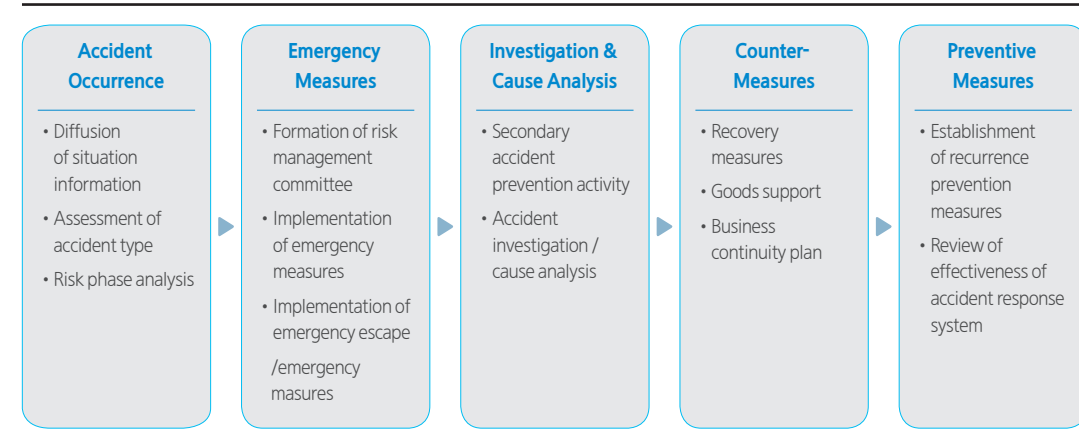 Accident
Occurrence
• Diffusion
of situation
information
• Assessment of
accident type
• Risk phase analysis
Emergency
Measures
• Formation of risk
management
committee
• Implementation
of emergency
measures
• Implementation of
emergency escape
/emergency
masures
Investigation &
Cause Analysis
• Secondary
accident
prevention activity
• Accident
investigation /
cause analysis
Counter-
Measures
• Recovery
measures
• Goods support
• Business
continuity plan
Preventive
Measures
• Establishment
of recurrence
prevention
measures
• Review of
effectiveness of
accident response
system